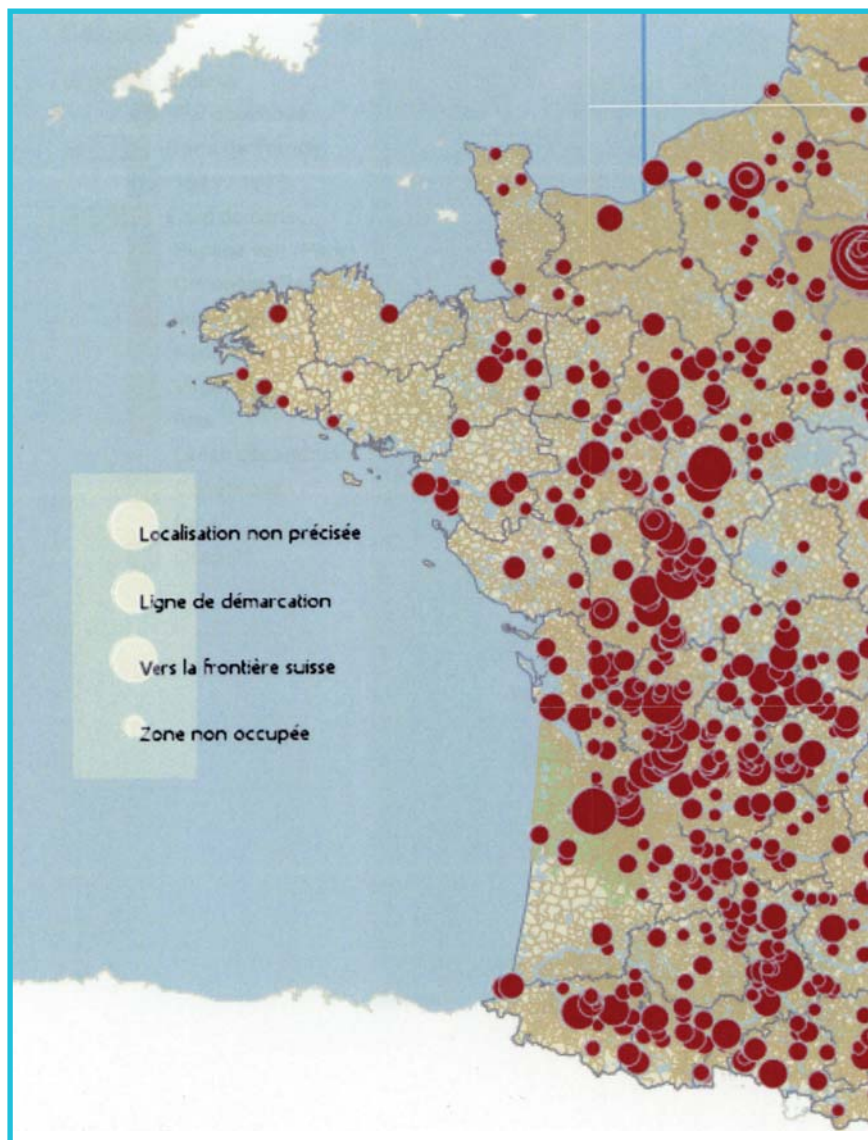 Localisation non précisée
Ligne de démarcation
Vers la frontière suisse
Zone non occupée